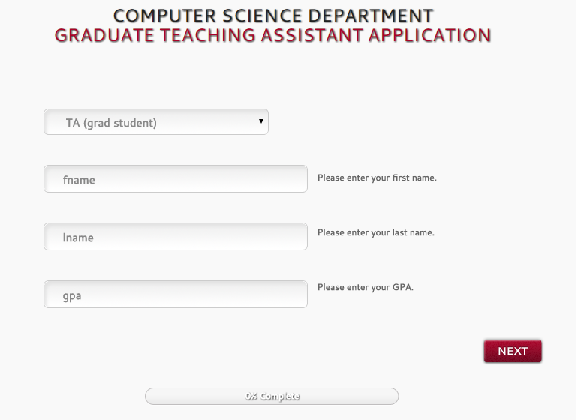 COMPUTER SCIENCE DEPARTMENT
GRADUATE TEACHING ASSISTANT APPLICATION
TA (grad student)
fname
Please enter your first name.
lname
Please enter your last name.
gpa
Please enter your GPA.
NEXT
0% Complete